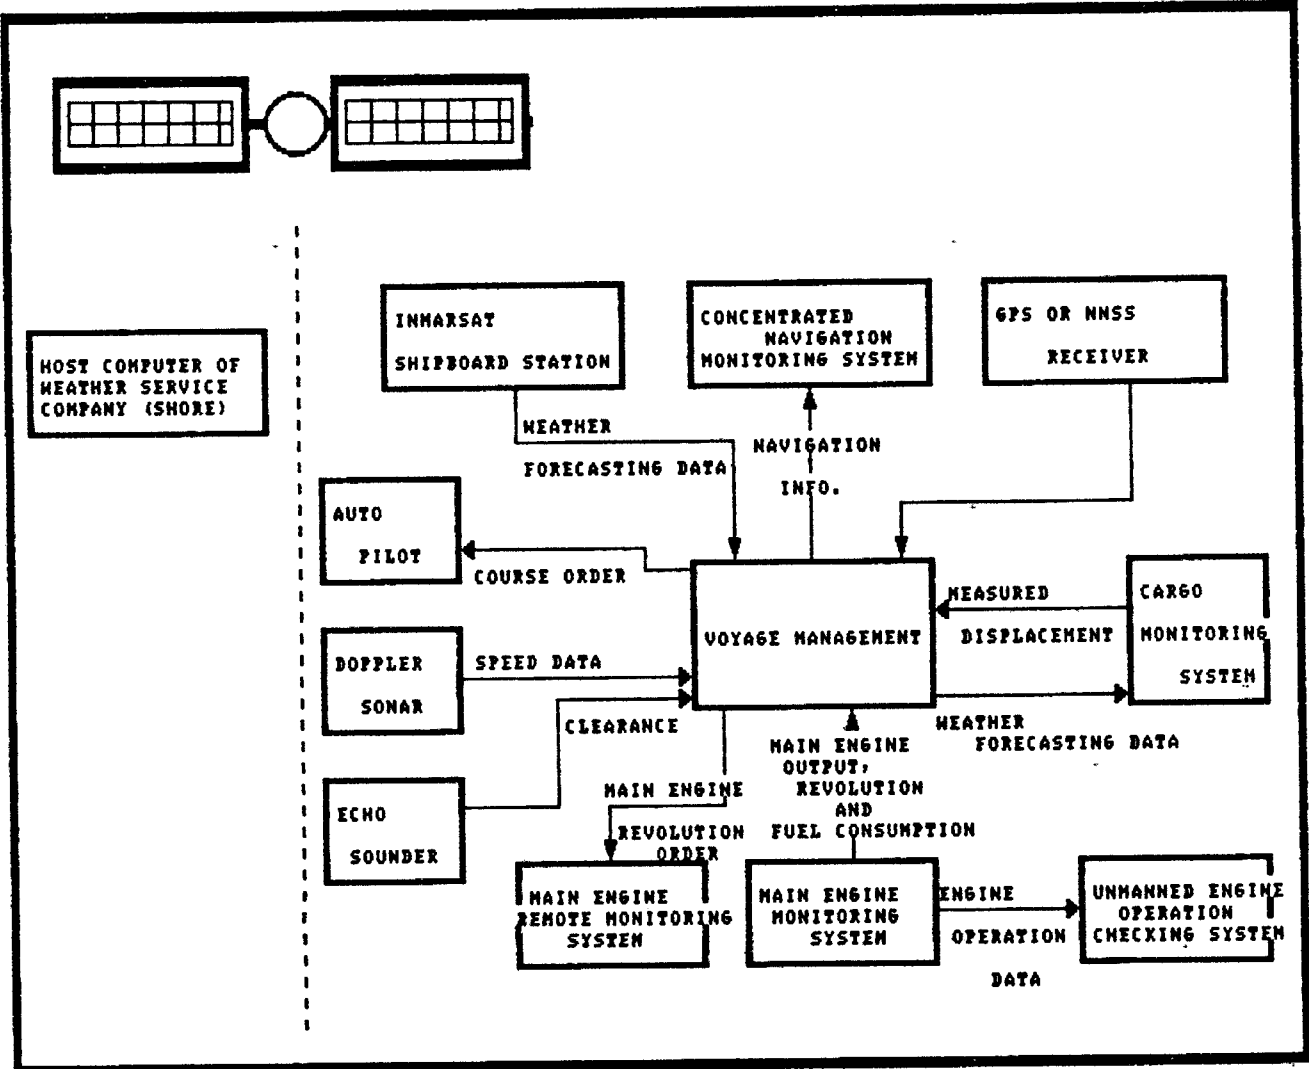 INMARSAT
SHIPBOARD STATION
CONCENTRATED
NAVIGATION
MONITORING SYSTEM
GPS OR NNSS
RECEIVER
HOST COMPUTER OF
WEATHER SERVICE
COMPANY (SHORE)
WEATHER
FORECASTING DATA
NAVIGATION
INFO.
AUTO
PILOT
COURSE ORDER
VOYAGE MANAGEMENT
MEASURED
DISPLACEMENT
CARGO
MONITORING
SYSTEM
DOPPLER
SONAR
SPEED DATA
CLEARANCE
WEATHER
FORECASTING DATA
ECHO
SOUNDER
MAIN ENGINE
REVOLUTION
ORDER
MAIN ENGINE
OUTPUT,
REVOLUTION
AND
FUEL CONSUMPTION
MAIN ENGINE
REMOTE MONITORING
SYSTEM
MAIN ENGINE
MONITORING
SYSTEM
ENGINE
OPERATION
DATA
UNMANNED ENGINE
OPERATION
CHECKING SYSTEM